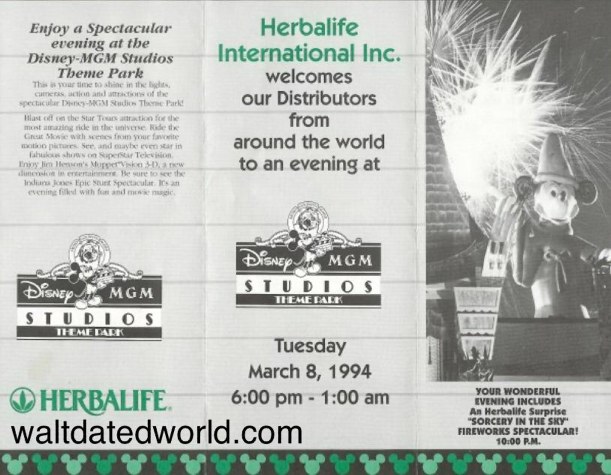 Enjoy a Spectacular
evening at the
Disney-MGM Studios
Theme Park
This is your time to shine in the lights,
cameras, action and attractions of the
spectacular Disney-MGM Studios Theme Park!
Blast off on the Star Tours attraction for the
most amazing ride in the universe. Ride the
Great Movie with scenes from your favorite
motion pictures. See, and maybe even star in
fabulous shows on SuperStar Television.
Enjoy Jim Henson's Muppet*Vision 3-D, a new
dimension in entertainment. Be sure to see the
Indiana Jones Epic Stunt Spectacular. It's an
evening filled with fun and movie magic.
Disney MGM
STUDIOS
THEME PARK
HERBALIFE®
waltdatedworld.com
Herbalife
International Inc.
welcomes
our Distributors
from
around the world
to an evening at
Disney MGM
STUDIOS
THEME PARK
Tuesday
March 8, 1994
6:00 pm - 1:00 am
YOUR WONDERFUL
EVENING INCLUDES
An Herbalife Surprise
"SORCERY IN THE SKY"
FIREWORKS SPECTACULAR!
10:00 P.M.